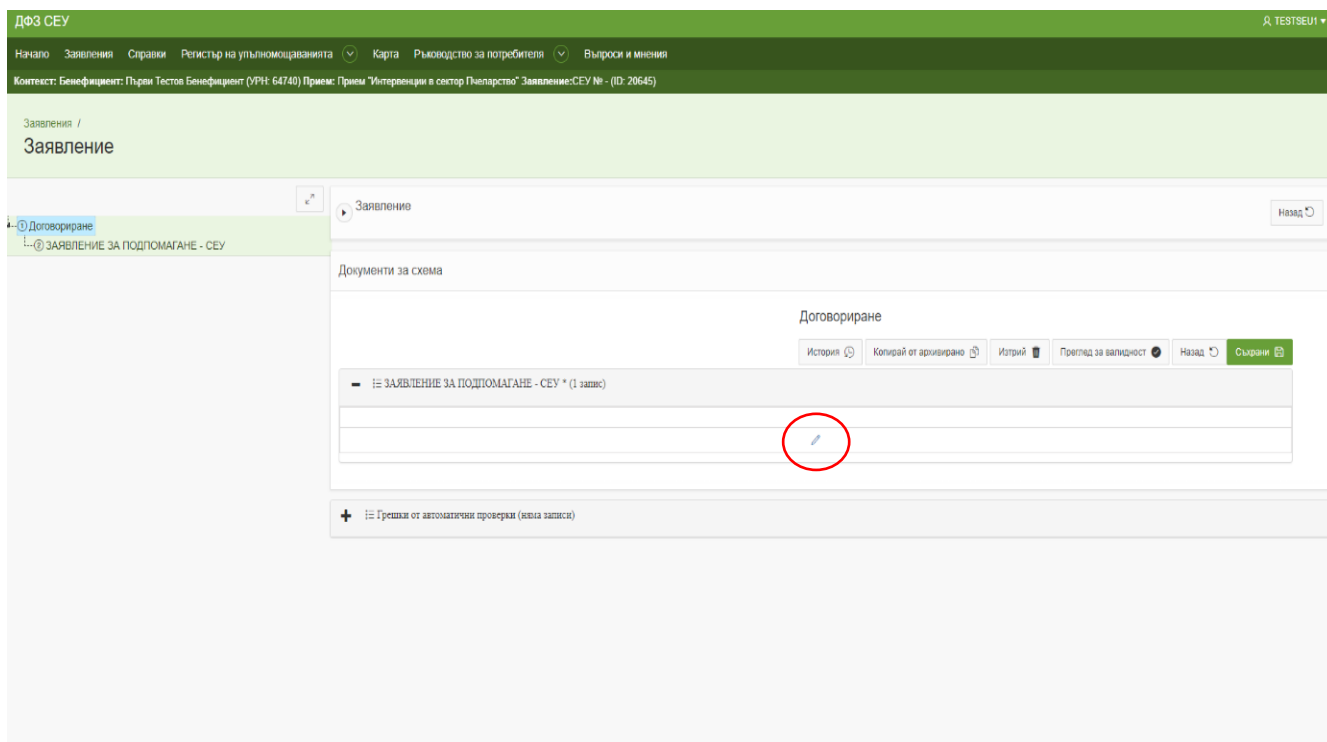 ДФЗ СЕУ
TESTSEU1
Начало Заявления Справки Регистър на упълномощаванията Карта Ръководство за потребителя Въпроси и мнения
Контекст: Бенефициент: Първи Тестов Бенефициент (УРН: 64740) Прием: Прием "Интервенции в сектор Пчеларство" Заявление:СЕУ № - (ID: 20645)
Заявления /
Заявление
Заявление
Назад
1 Договориране
2 ЗАЯВЛЕНИЕ ЗА ПОДПОМАГАНЕ - СЕУ
Документи за схема
Договориране
История Копирай от архивирано Изтрий Преглед за валидност Назад Съхрани
ЗАЯВЛЕНИЕ ЗА ПОДПОМАГАНЕ - СЕУ * (1 запис)
Грешки от автоматични проверки (няма записи)